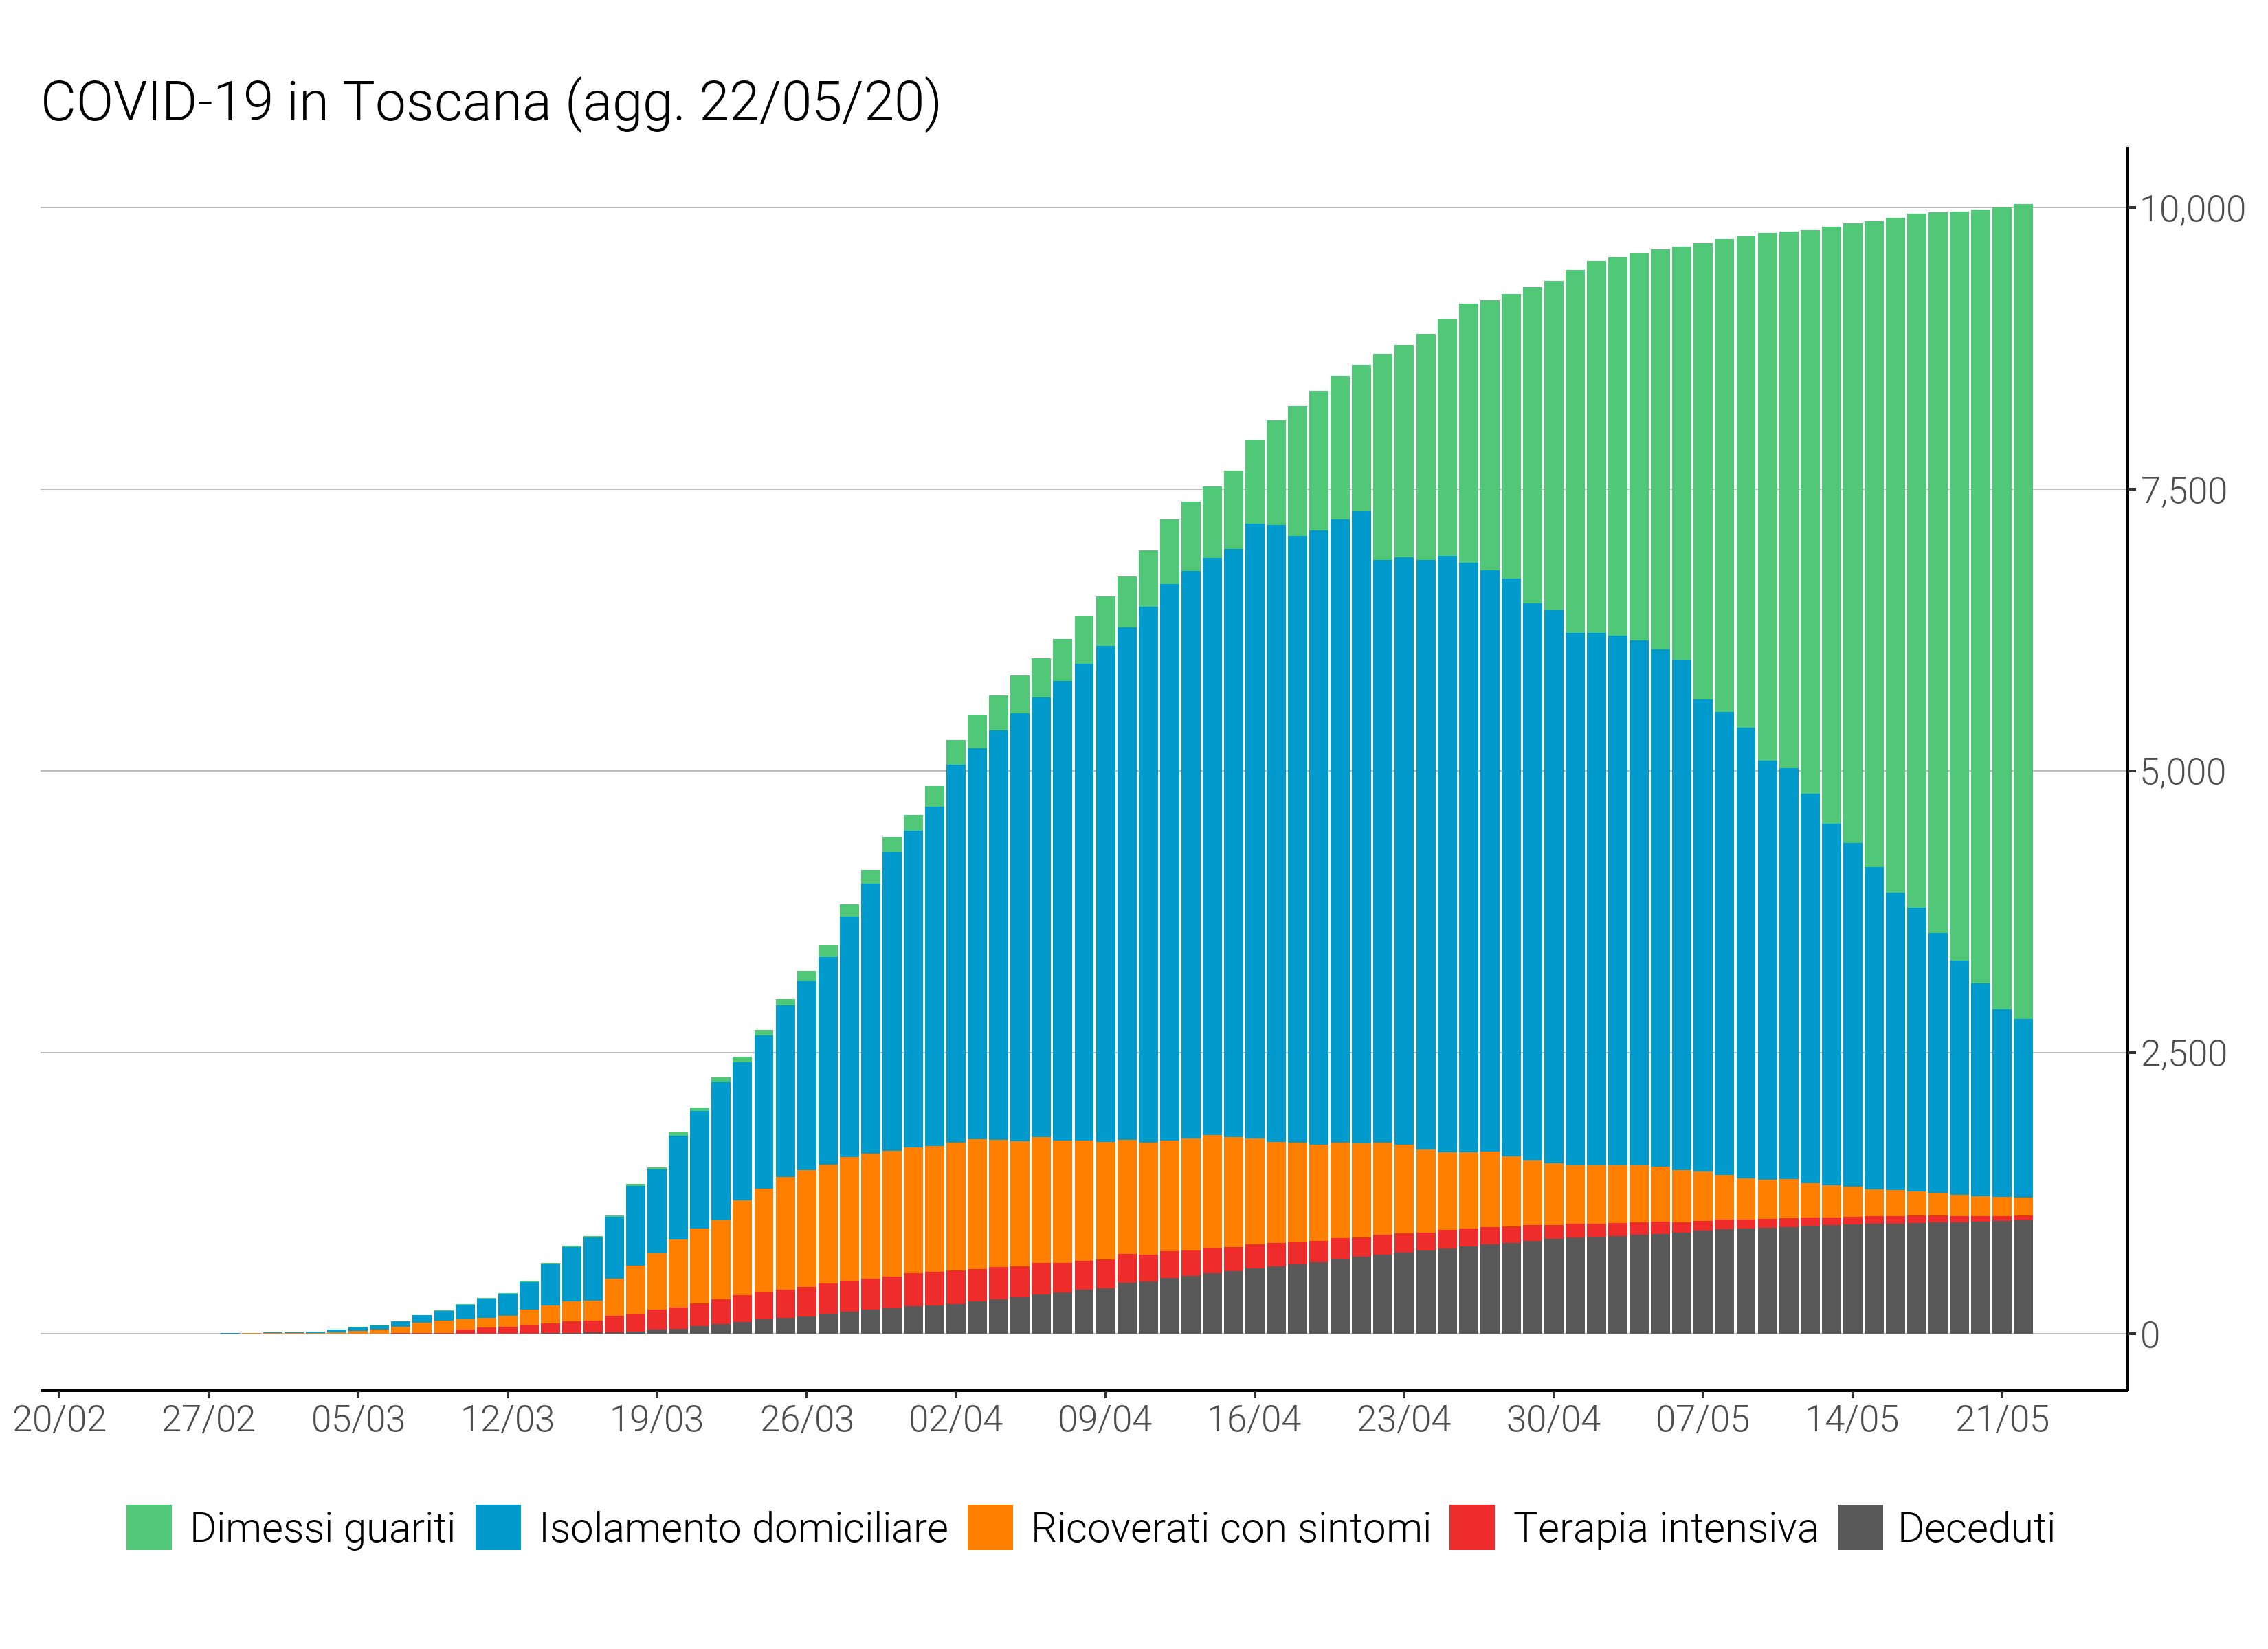 COVID-19 in Toscana (agg. 22/05/20)
10,000
7,500
5,000
2,500
0
20/02 27/02 05/03 12/03 19/03 26/03 02/04 09/04 16/04 23/04 30/04 07/05 14/05 21/05
Dimessi guariti Isolamento domiciliare Ricoverati con sintomi Terapia intensiva Deceduti